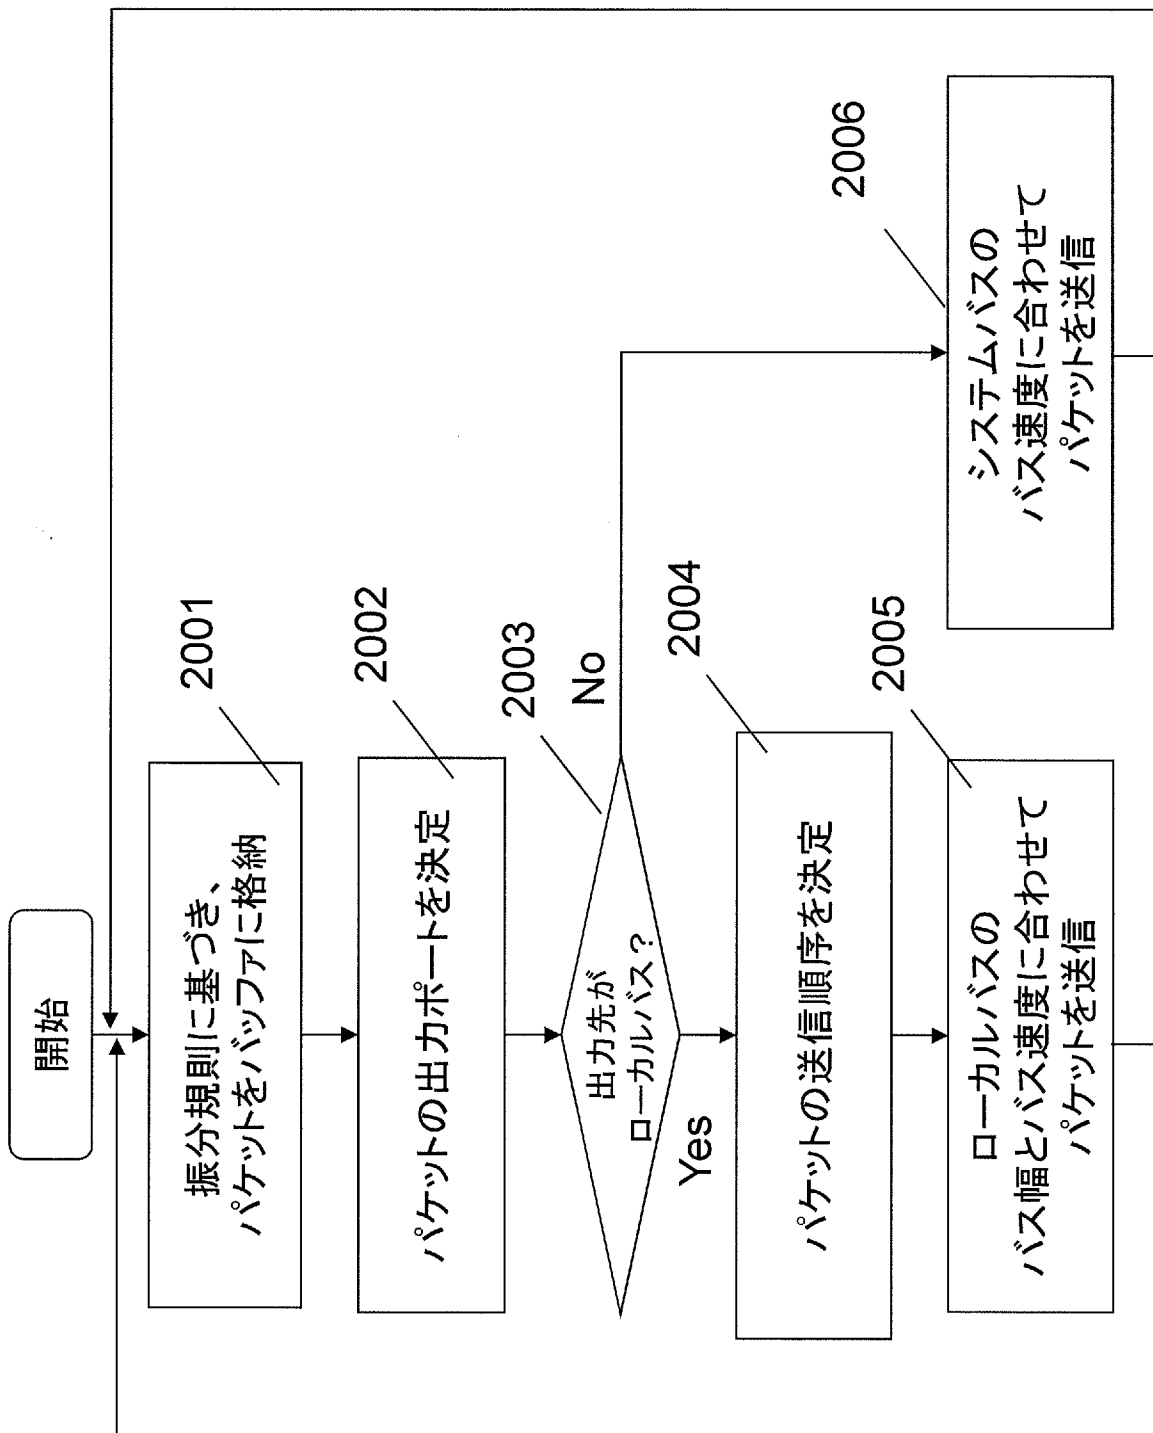 開始
振分規則に基づき、
パケットをバッファに格納
2001
パケットの出力ポートを決定
2002
出力先が
ローカルバス？
2003
No
Yes
パケットの送信順序を決定
2004
ローカルバスの
バス幅とバス速度に合わせて
パケットを送信
2005
システムバスの
バス速度に合わせて
パケットを送信
2006